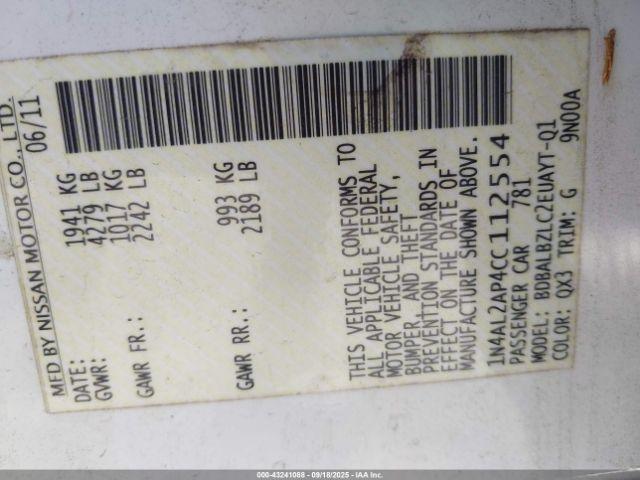 MFD BY NISSAN MOTOR CO., LTD.
DATE: 06/11
GVWR: 1941 KG
4279 LB
GAWR FR.: 1017 KG
2242 LB
GAWR RR.: 993 KG
2189 LB
THIS VEHICLE CONFORMS TO
ALL APPLICABLE FEDERAL
MOTOR VEHICLE SAFETY,
BUMPER, AND THEFT
PREVENTION STANDARDS IN
EFFECT ON THE DATE OF
MANUFACTURE SHOWN ABOVE.
1N4AL2AP4CC112554
PASSENGER CAR 781
MODEL: BDBALBZLCZEUAYT-Q1
COLOR: QX3 TRIM: G 9N00A
000-43241088 - 09/18/2025 - IAA Inc.